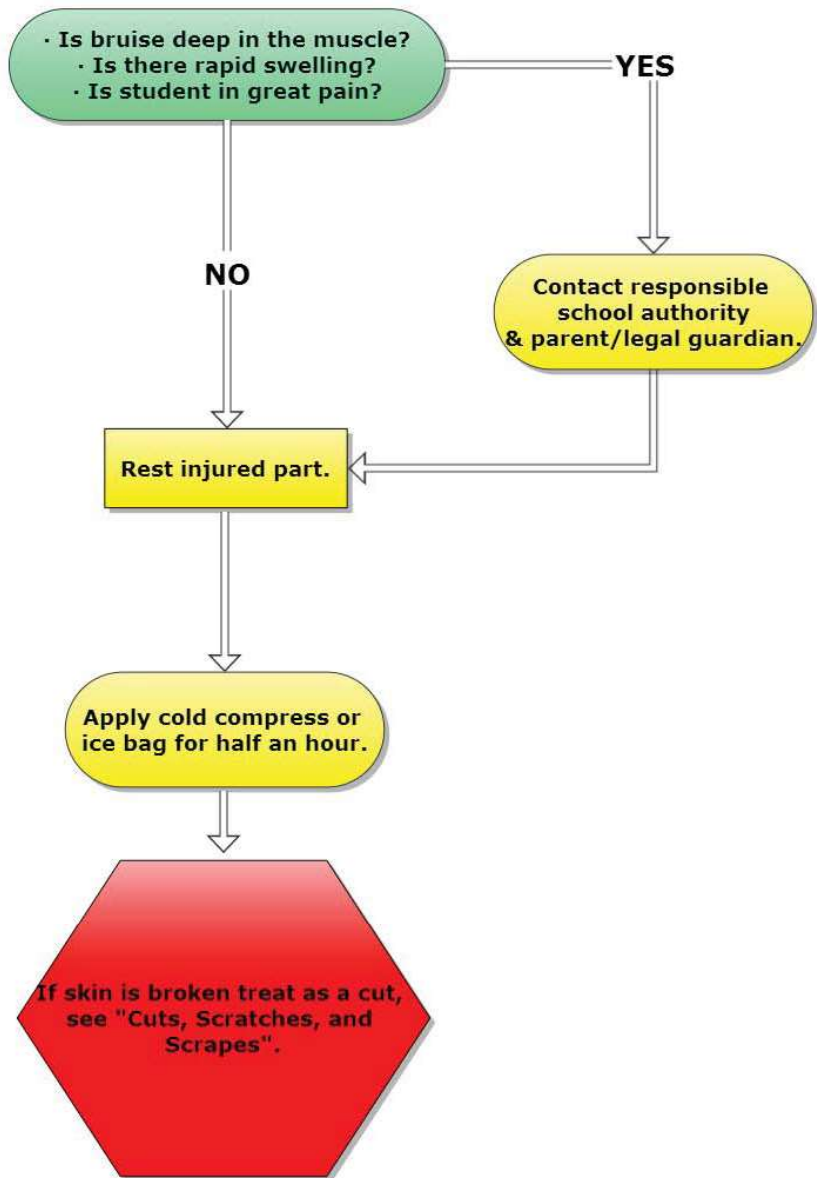 · Is bruise deep in the muscle?
· Is there rapid swelling?
· Is student in great pain?
YES
NO
Contact responsible
school authority
& parent/legal guardian.
Rest injured part.
Apply cold compress or
ice bag for half an hour.
If skin is broken treat as a cut,
see "Cuts, Scratches, and
Scrapes".